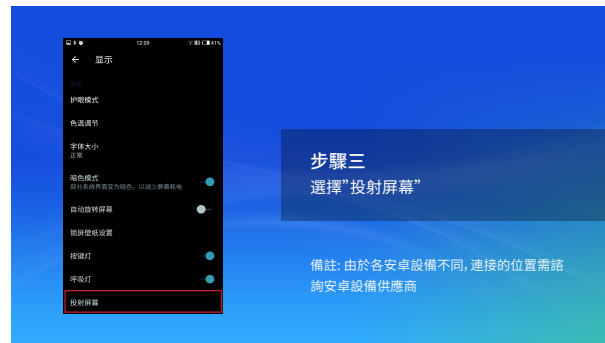 12:09
41%
显示
护眼模式
色温调节
字体大小
正常
暗色模式
部分系统界面变为暗色，以减少屏幕耗电
自动旋转屏幕
锁屏壁纸设置
按键灯
呼吸灯
投射屏幕
步驟三
選擇”投射屏幕”
備註: 由於各安卓設備不同, 連接的位置需諮
詢安卓設備供應商